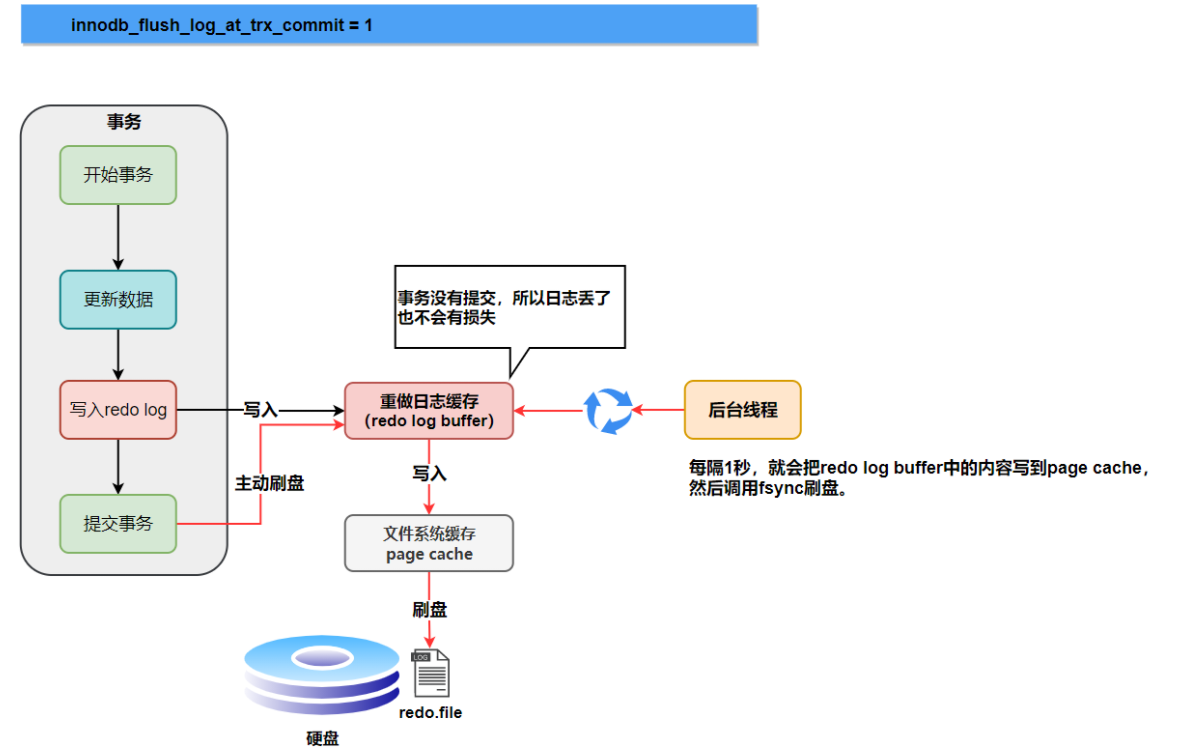 innodb_flush_log_at_trx_commit = 1
事务
开始事务
更新数据
事务没有提交，所以日志丢了
也不会有损失
写入redo log
写入
重做日志缓存
(redo log buffer)
后台线程
每隔1秒，就会把redo log buffer中的内容写到page cache，
然后调用fsync刷盘。
主动刷盘
写入
提交事务
文件系统缓存
page cache
刷盘
LOG
redo.file
硬盘